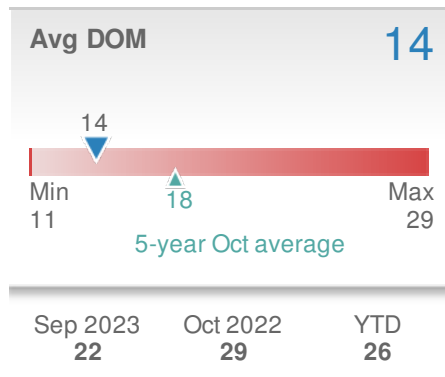 Avg DOM 14
14
Min Max
11 29
18
5-year Oct average
Sep 2023 Oct 2022 YTD
22 29 26